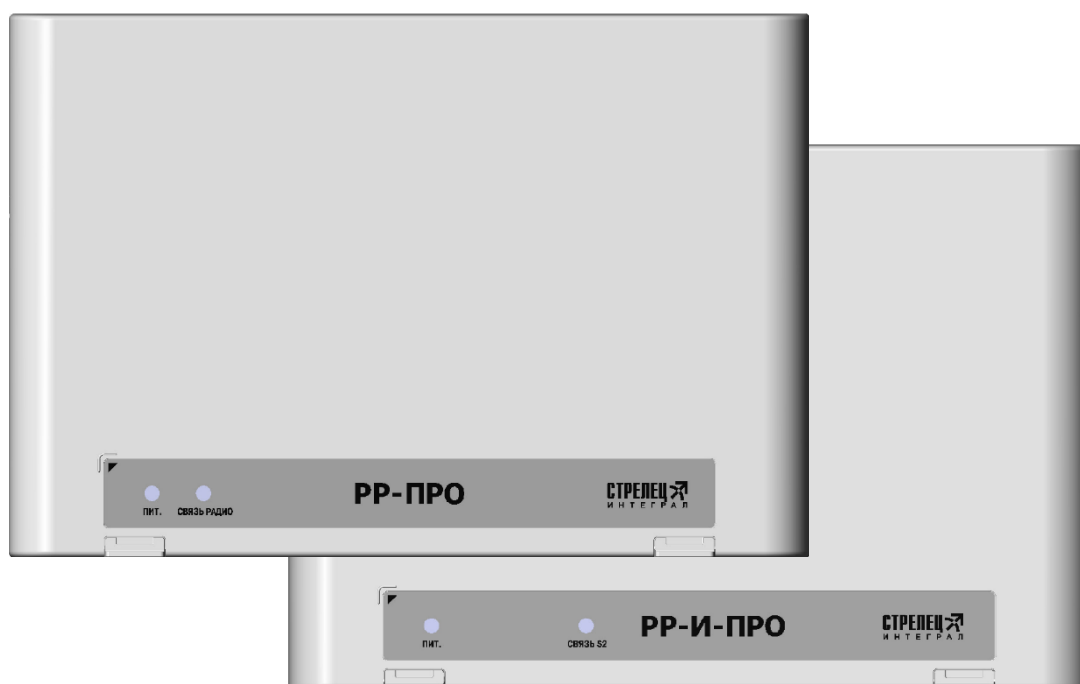 РР-ПРО
ПИТ. СВЯЗЬ РАДИО
СТРЕЛЕЦ
ИНТЕГРАЛ
РР-И-ПРО
ПИТ. СВЯЗЬ S2
СТРЕЛЕЦ
ИНТЕГРАЛ